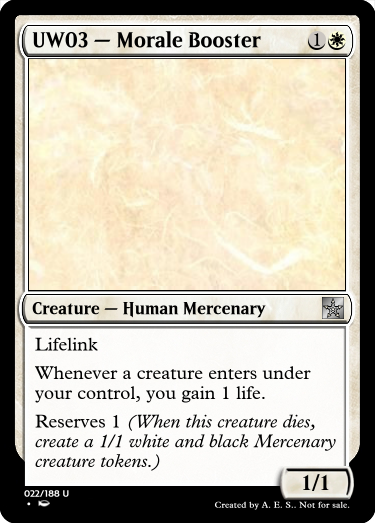 UW03 — Morale Booster 1
Creature — Human Mercenary
Lifelink
Whenever a creature enters under
your control, you gain 1 life.
Reserves 1 (When this creature dies,
create a 1/1 white and black Mercenary
creature tokens.)
1/1
022/188 U
Created by A. E. S.. Not for sale.